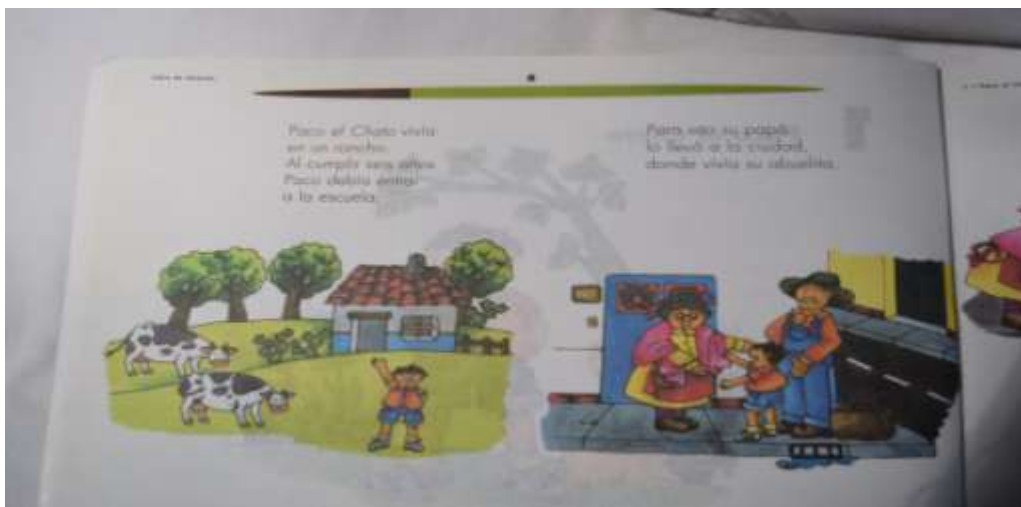 Paco el Chato vivía
en un rancho.
Al cumplir seis años
Paco debía entrar
a la escuela.
Para eso su papá
lo llevó a la ciudad,
donde vivía su abuelita.